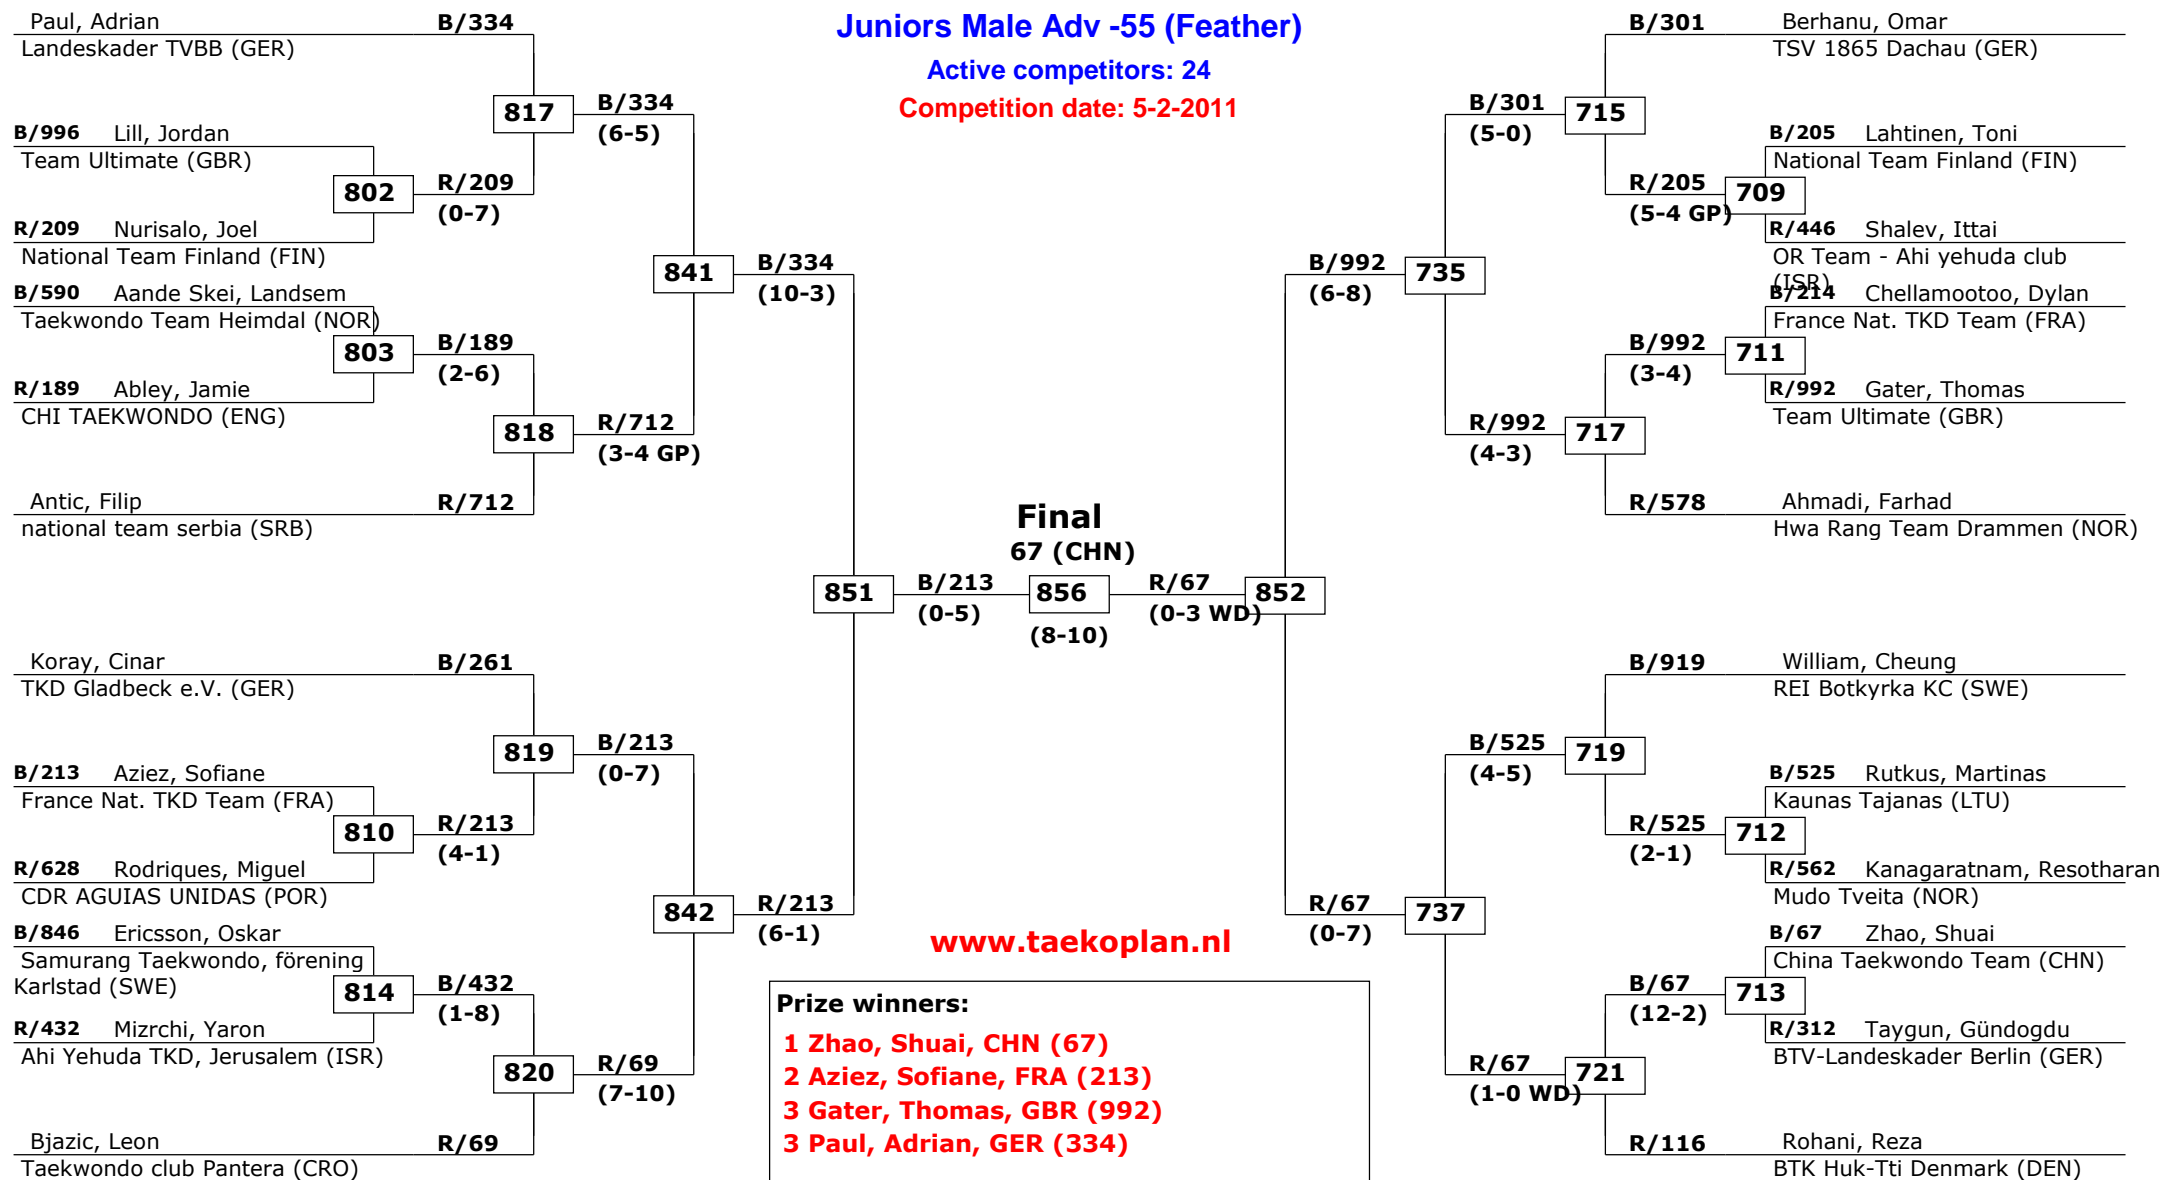 Juniors Male Adv -55 (Feather)
Active competitors: 24
Competition date: 5-2-2011
Paul, Adrian
B/334
Landeskader TVBB (GER)
817
B/334
(6-5)
B/996 Lill, Jordan
Team Ultimate (GBR)
802
R/209
(0-7)
R/209 Nurisalo, Joel
National Team Finland (FIN)
841
B/334
(10-3)
B/590 Aande Skei, Landsem
Taekwondo Team Heimdal (NOR)
803
B/189
(2-6)
R/189 Abley, Jamie
CHI TAEKWONDO (ENG)
818
R/712
(3-4 GP)
Antic, Filip
R/712
national team serbia (SRB)
851
B/213
(0-5)
Koray, Cinar
B/261
TKD Gladbeck e.V. (GER)
819
B/213
(0-7)
B/213 Aziez, Sofiane
France Nat. TKD Team (FRA)
810
R/213
(4-1)
R/628 Rodriques, Miguel
CDR AGUIAS UNIDAS (POR)
842
R/213
(6-1)
B/846 Ericsson, Oskar
Samurang Taekwondo, förening
Karlstad (SWE)
814
B/432
(1-8)
R/432 Mizrchi, Yaron
Ahi Yehuda TKD, Jerusalem (ISR)
820
R/69
(7-10)
Bjazic, Leon
R/69
Taekwondo club Pantera (CRO)
Final
67 (CHN)
856
(8-10)
R/67
(0-3 WD)
852
B/301 Berhanu, Omar
TSV 1865 Dachau (GER)
B/301
(5-0)
715
B/205 Lahtinen, Toni
National Team Finland (FIN)
R/205
(5-4 GP)
709
R/446 Shalev, Ittai
OR Team - Ahi yehuda club
(ISR)
B/992
(6-8)
735
B/214 Chellamootoo, Dylan
France Nat. TKD Team (FRA)
B/992
(3-4)
711
R/992 Gater, Thomas
Team Ultimate (GBR)
R/992
(4-3)
717
R/578 Ahmadi, Farhad
Hwa Rang Team Drammen (NOR)
B/919 William, Cheung
REI Botkyrka KC (SWE)
B/525
(4-5)
719
B/525 Rutkus, Martinas
Kaunas Tajanas (LTU)
R/525
(2-1)
712
R/562 Kanagaratnam, Resotharan
Mudo Tveita (NOR)
R/67
(0-7)
737
B/67 Zhao, Shuai
China Taekwondo Team (CHN)
B/67
(12-2)
713
R/312 Taygun, Gündogdu
BTV-Landeskader Berlin (GER)
R/67
(1-0 WD)
721
R/116 Rohani, Reza
BTK Huk-Tti Denmark (DEN)
www.taekoplan.nl
Prize winners:
1 Zhao, Shuai, CHN (67)
2 Aziez, Sofiane, FRA (213)
3 Gater, Thomas, GBR (992)
3 Paul, Adrian, GER (334)